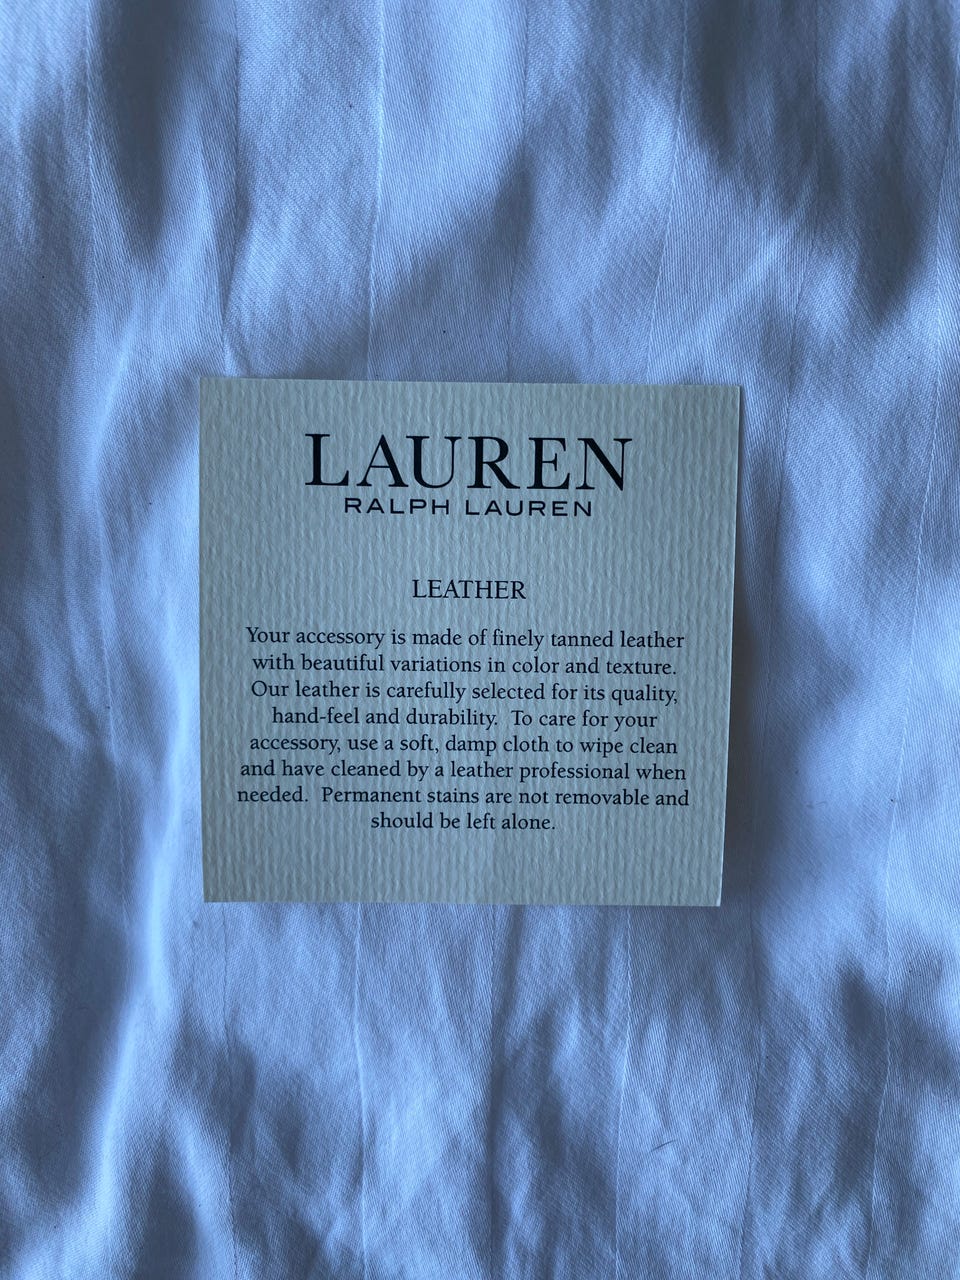 LAUREN
RALPH LAUREN
LEATHER
Your accessory is made of finely tanned leather
with beautiful variations in color and texture.
Our leather is carefully selected for its quality,
hand-feel and durability.  To care for your
accessory, use a soft, damp cloth to wipe clean
and have cleaned by a leather professional when
needed.  Permanent stains are not removable and
should be left alone.